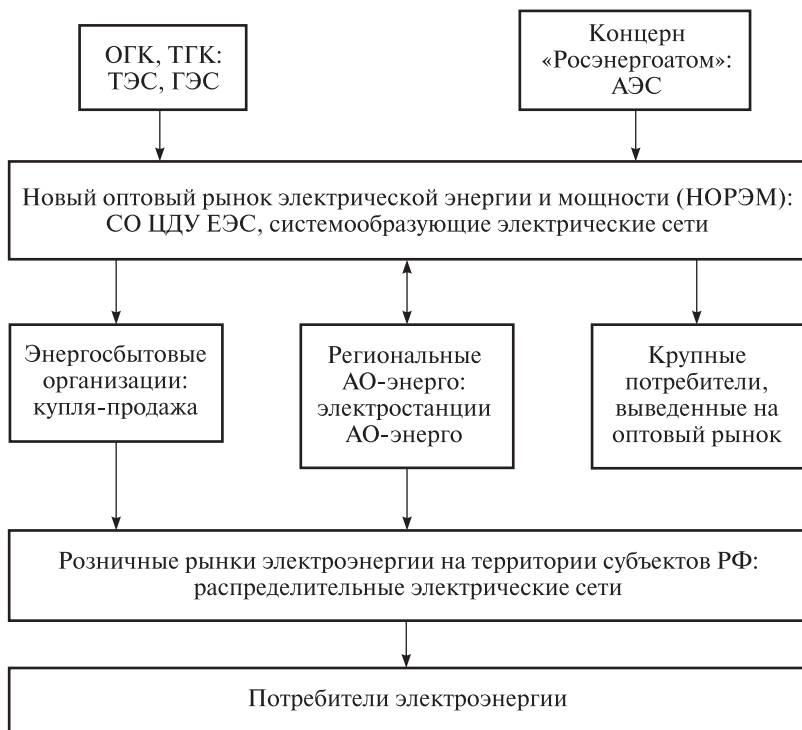 ОГК, ТГК:
ТЭС, ГЭС
Концерн
«Росэнергоатом»:
АЭС
Новый оптовый рынок электрической энергии и мощности (НОРЭМ):
СО ЦДУ ЕЭС, системообразующие электрические сети
Энергосбытовые
организации:
купля-продажа
Региональные
АО-энерго:
электростанции
АО-энерго
Крупные
потребители,
выведенные на
оптовый рынок
Розничные рынки электроэнергии на территории субъектов РФ:
распределительные электрические сети
Потребители электроэнергии